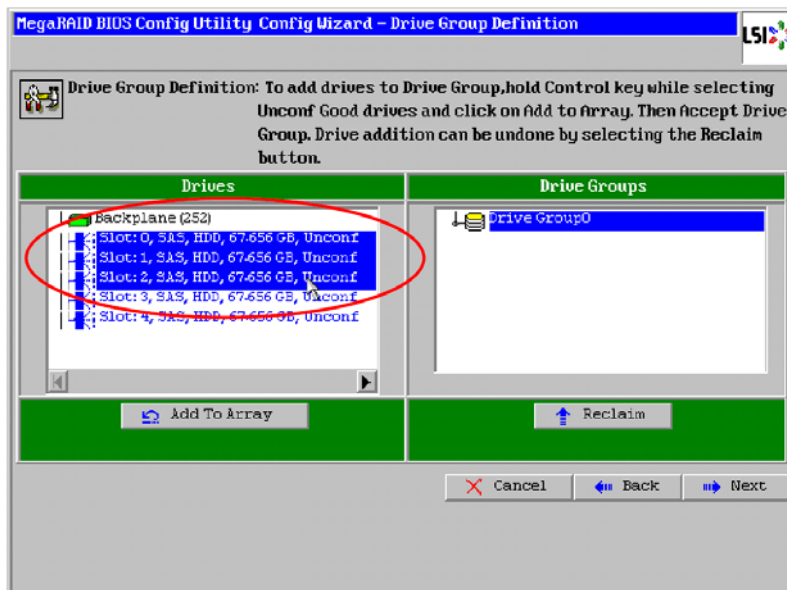 MegaRAID BIOS Config Utility Config Wizard – Drive Group Definition
LSI
Drive Group Definition: To add drives to Drive Group,hold Control key while selecting
Unconf Good drives and click on Add to Array. Then Accept Drive
Group. Drive addition can be undone by selecting the Reclaim
button.
Drives
Backplane (252)
Slot: 0, SAS, HDD, 67.656 GB, Unconf
Slot: 1, SAS, HDD, 67.656 GB, Unconf
Slot: 2, SAS, HDD, 67.656 GB, Unconf
Slot: 3, SAS, HDD, 67.656 GB, Unconf
Slot: 4, SAS, HDD, 67.656 GB, Unconf
Add To Array
Drive Groups
Drive Group0
Reclaim
Cancel
Back
Next